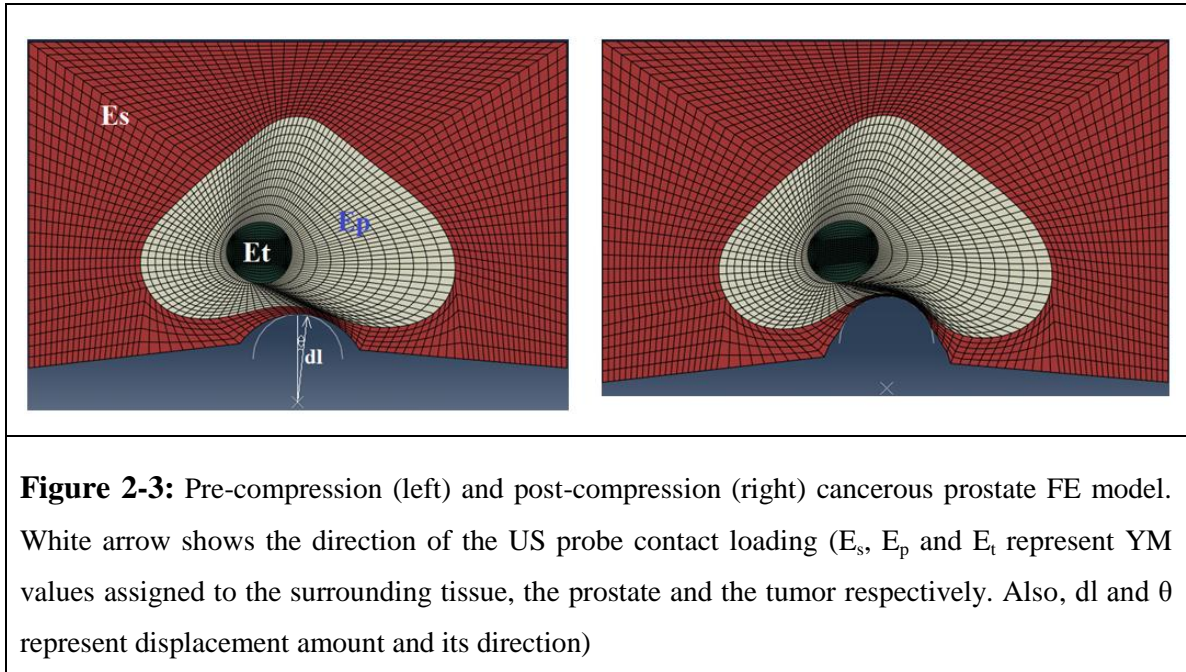 Es
Ep
Et
θ
dl
Figure 2-3: Pre-compression (left) and post-compression (right) cancerous prostate FE model.
White arrow shows the direction of the US probe contact loading (Es, Ep and Et represent YM
values assigned to the surrounding tissue, the prostate and the tumor respectively. Also, dl and θ
represent displacement amount and its direction)